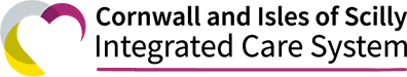 Cornwall and Isles of Scilly
Integrated Care System